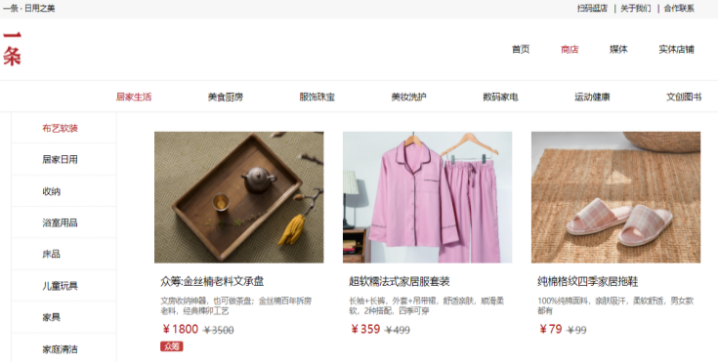 一条 - 日用之美
扫码逛店 | 关于我们 | 合作联系
一条
首页 商店 媒体 实体店铺
居家生活 美食厨房 服饰珠宝 美妆洗护 数码家电 运动健康 文创图书
布艺软装
居家日用
收纳
浴室用品
床品
儿童玩具
家具
家庭清洁
众筹:金丝楠老料文承盘
文房收纳神器，也可做茶盘；金丝楠百年拆房
老料，经典榫卯工艺
￥1800 ￥3500
众筹
超软糯法式家居服套装
长袖+长裤，外套+吊带裙，舒适亲肤，顺滑柔
软，2种搭配，四季可穿
￥359 ￥499
纯棉格纹四季家居拖鞋
100%纯棉面料，亲肤吸汗，柔软舒适，男女款
都有
￥79 ￥99